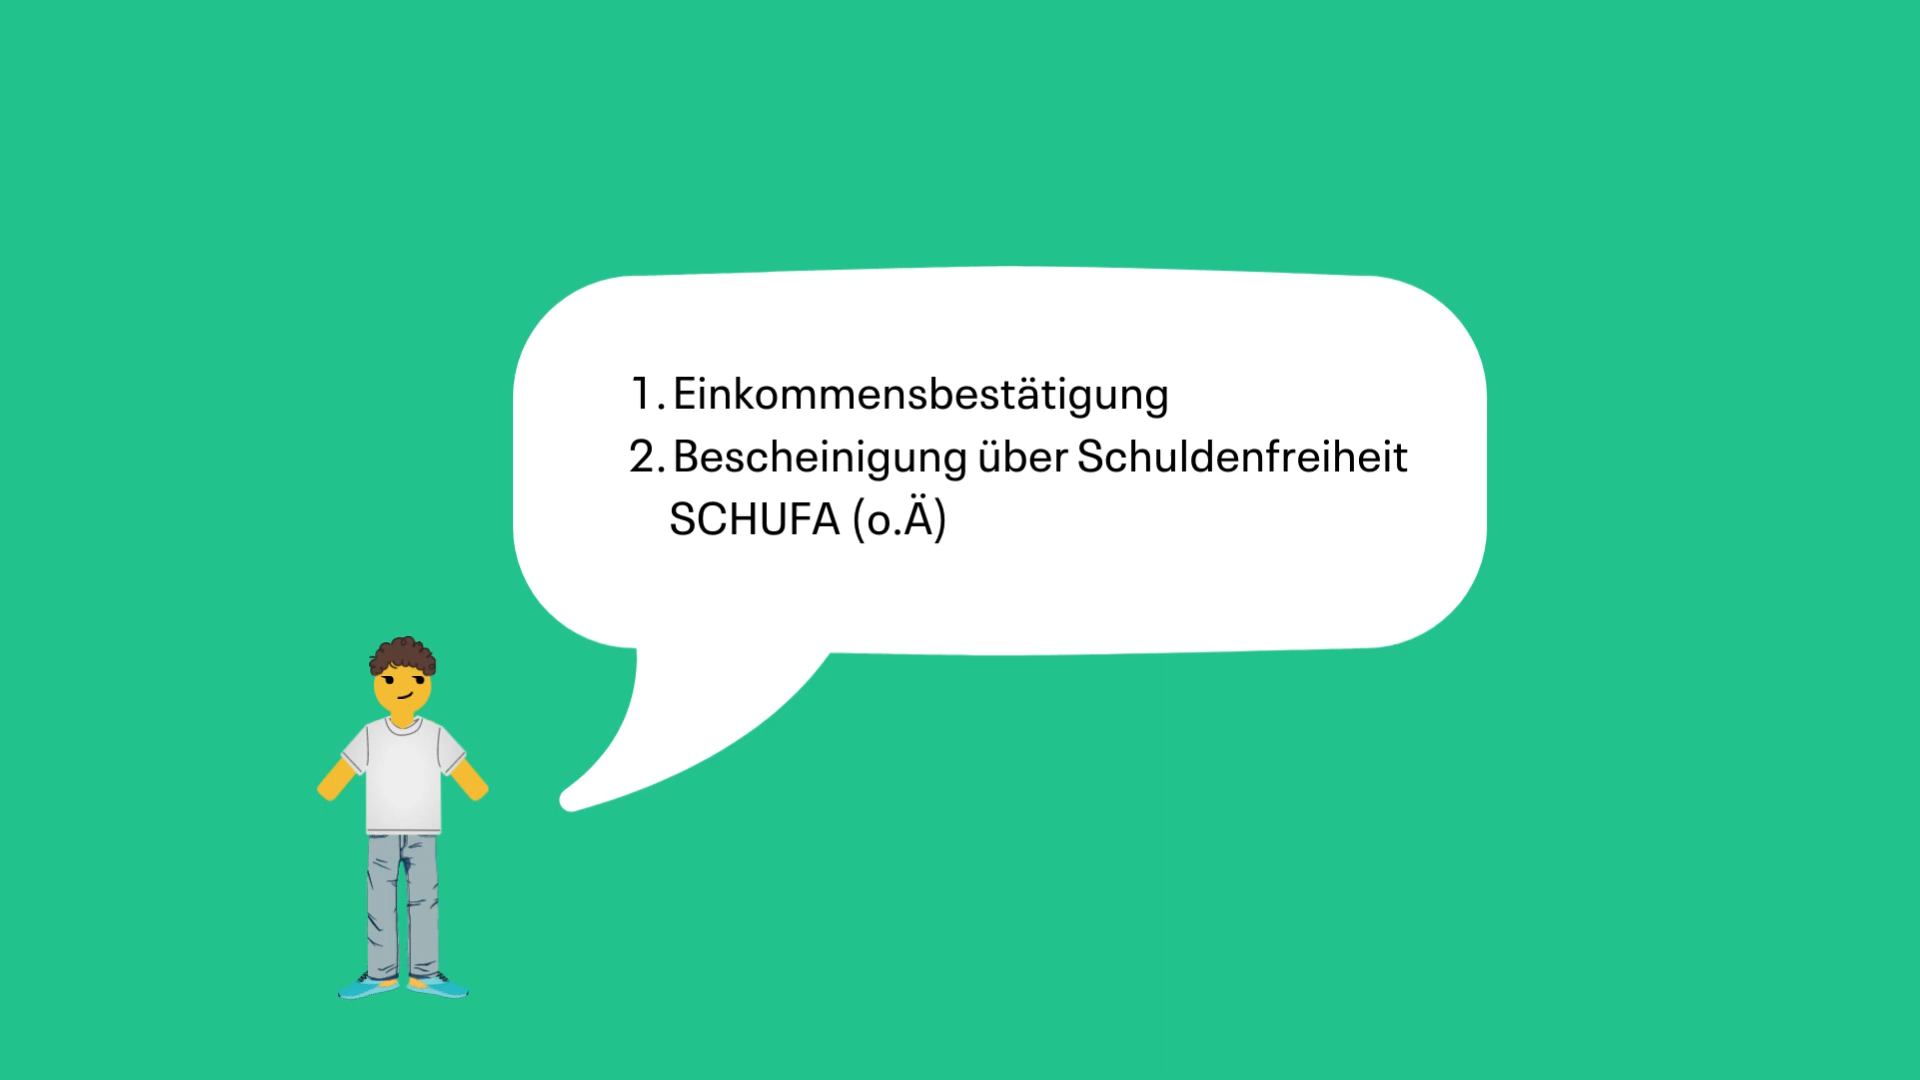 1. Einkommensbestätigung
2. Bescheinigung über Schuldenfreiheit
SCHUFA (o.Ä)